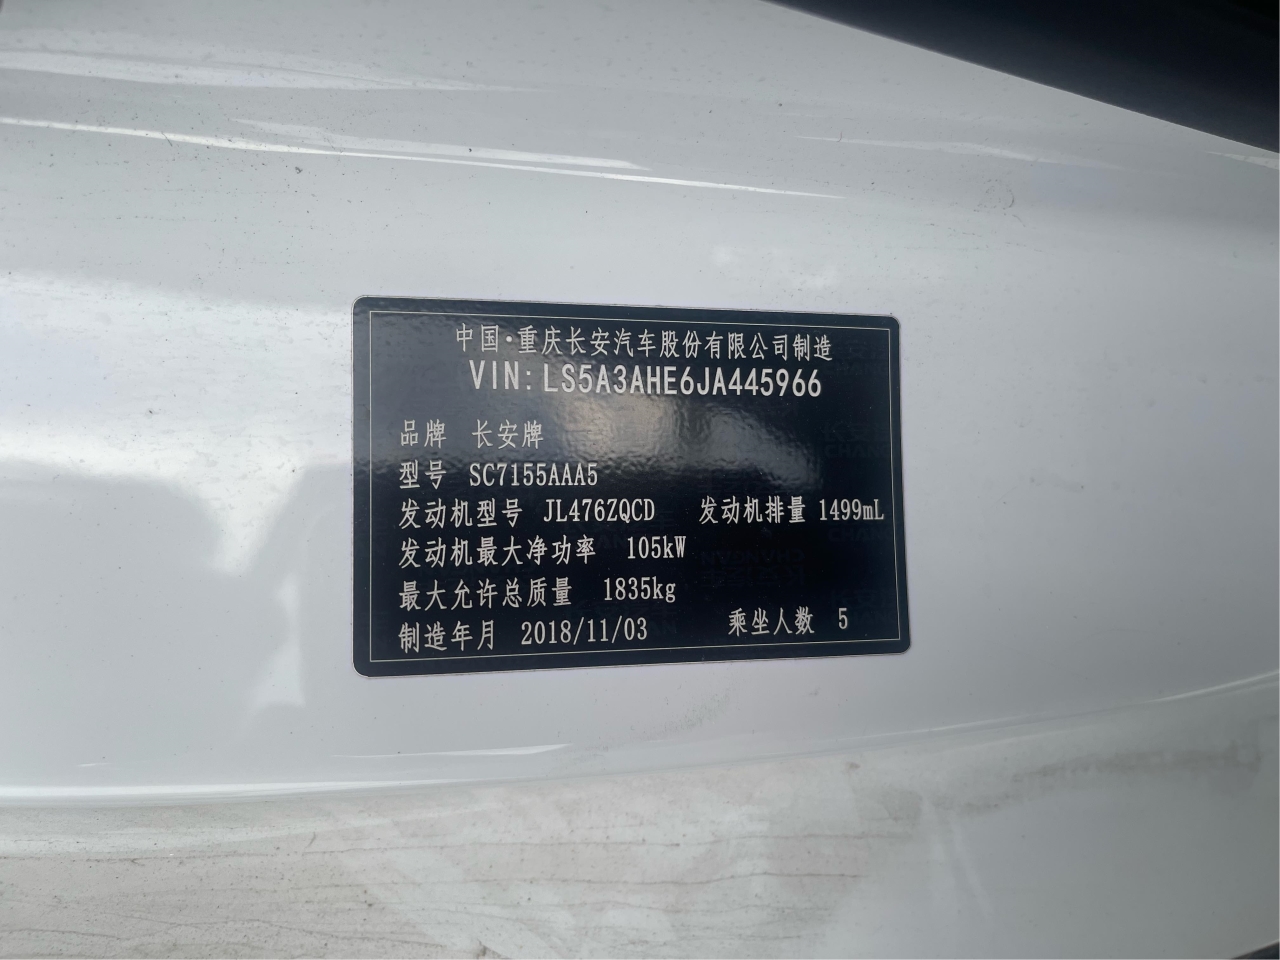 中国·重庆长安汽车股份有限公司制造
VIN: LS5A3AHE6JA445966
品牌 长安牌
型号 SC7155AAA5
发动机型号 JL476ZQCD 发动机排量 1499mL
发动机最大净功率 105kW
最大允许总质量 1835kg
制造年月 2018/11/03 乘坐人数 5